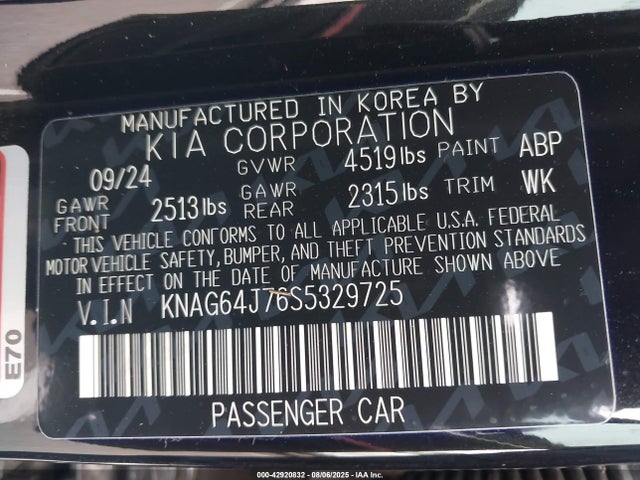 MANUFACTURED IN KOREA BY
KIA CORPORATION
09/24 GVWR 4519 lbs PAINT ABP
GAWR FRONT 2513 lbs GAWR REAR 2315 lbs TRIM WK
THIS VEHICLE CONFORMS TO ALL APPLICABLE U.S.A. FEDERAL
MOTOR VEHICLE SAFETY, BUMPER, AND THEFT PREVENTION STANDARDS
IN EFFECT ON THE DATE OF MANUFACTURE SHOWN ABOVE
V.I.N KNAG64J76S5329725
PASSENGER CAR
E70
000-42920832 - 08/06/2025 - IAA Inc.